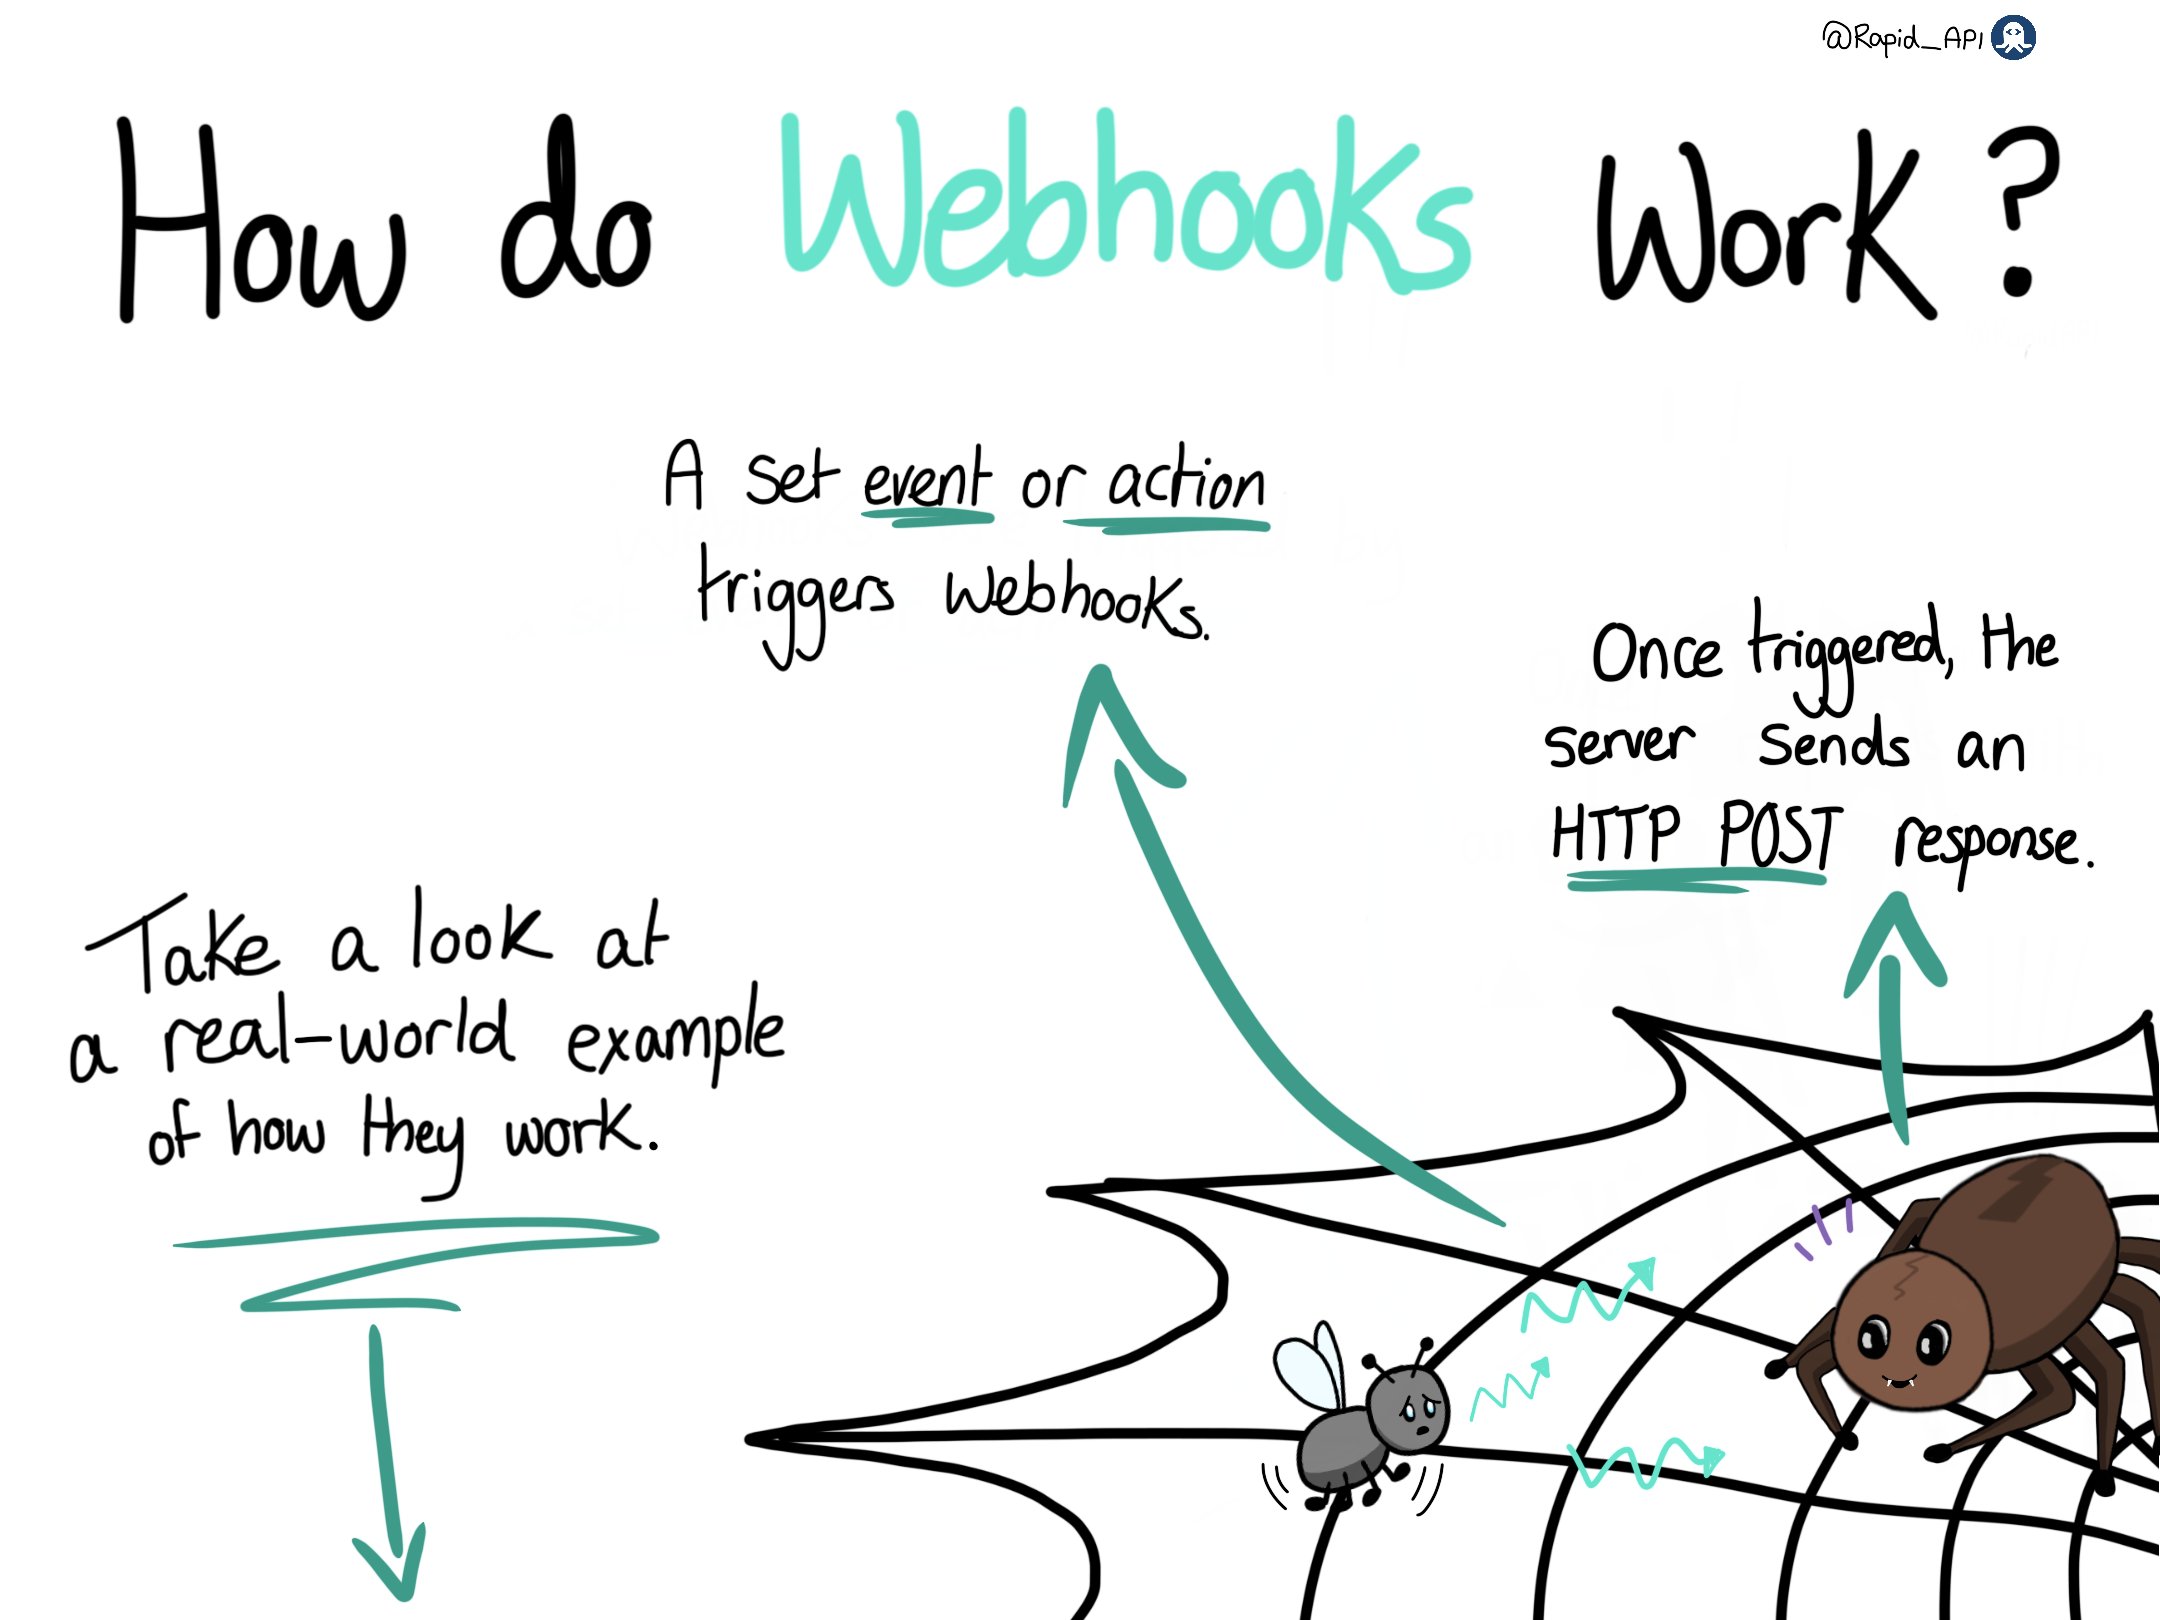 @Rapid_API
How do Webhooks Work?
A set event or action
triggers webhooks.
Once triggered, the
server sends an
HTTP POST response.
Take a look at
a real-world example
of how they work.